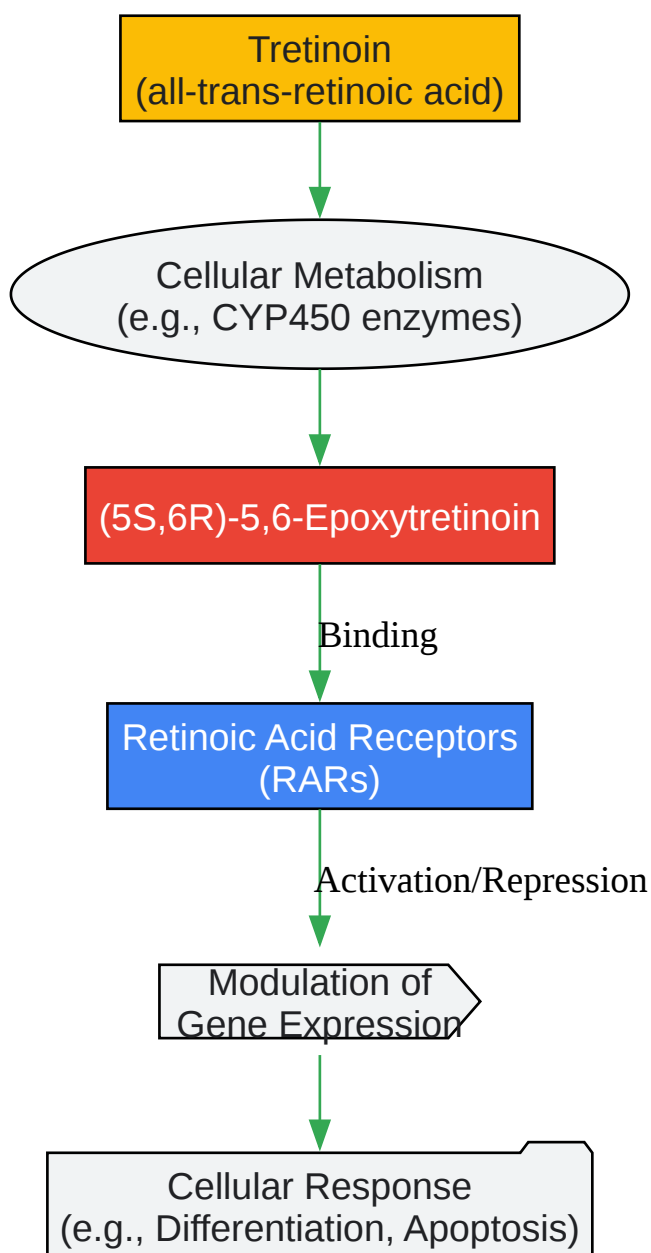 Tretinoin
(all-trans-retinoic acid)
Cellular Metabolism
(e.g., CYP450 enzymes)
(5S,6R)-5,6-Epoxytretinoin
Binding
Retinoic Acid Receptors
(RARs)
Activation/Repression
Modulation of
Gene Expression
Cellular Response
(e.g., Differentiation, Apoptosis)